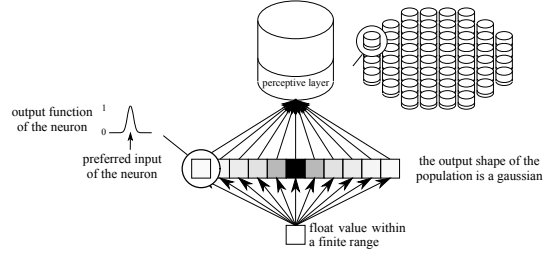 perceptive layer
output function
of the neuron
1
0
preferred input
of the neuron
the output shape of the
population is a gaussian
float value within
a finite range